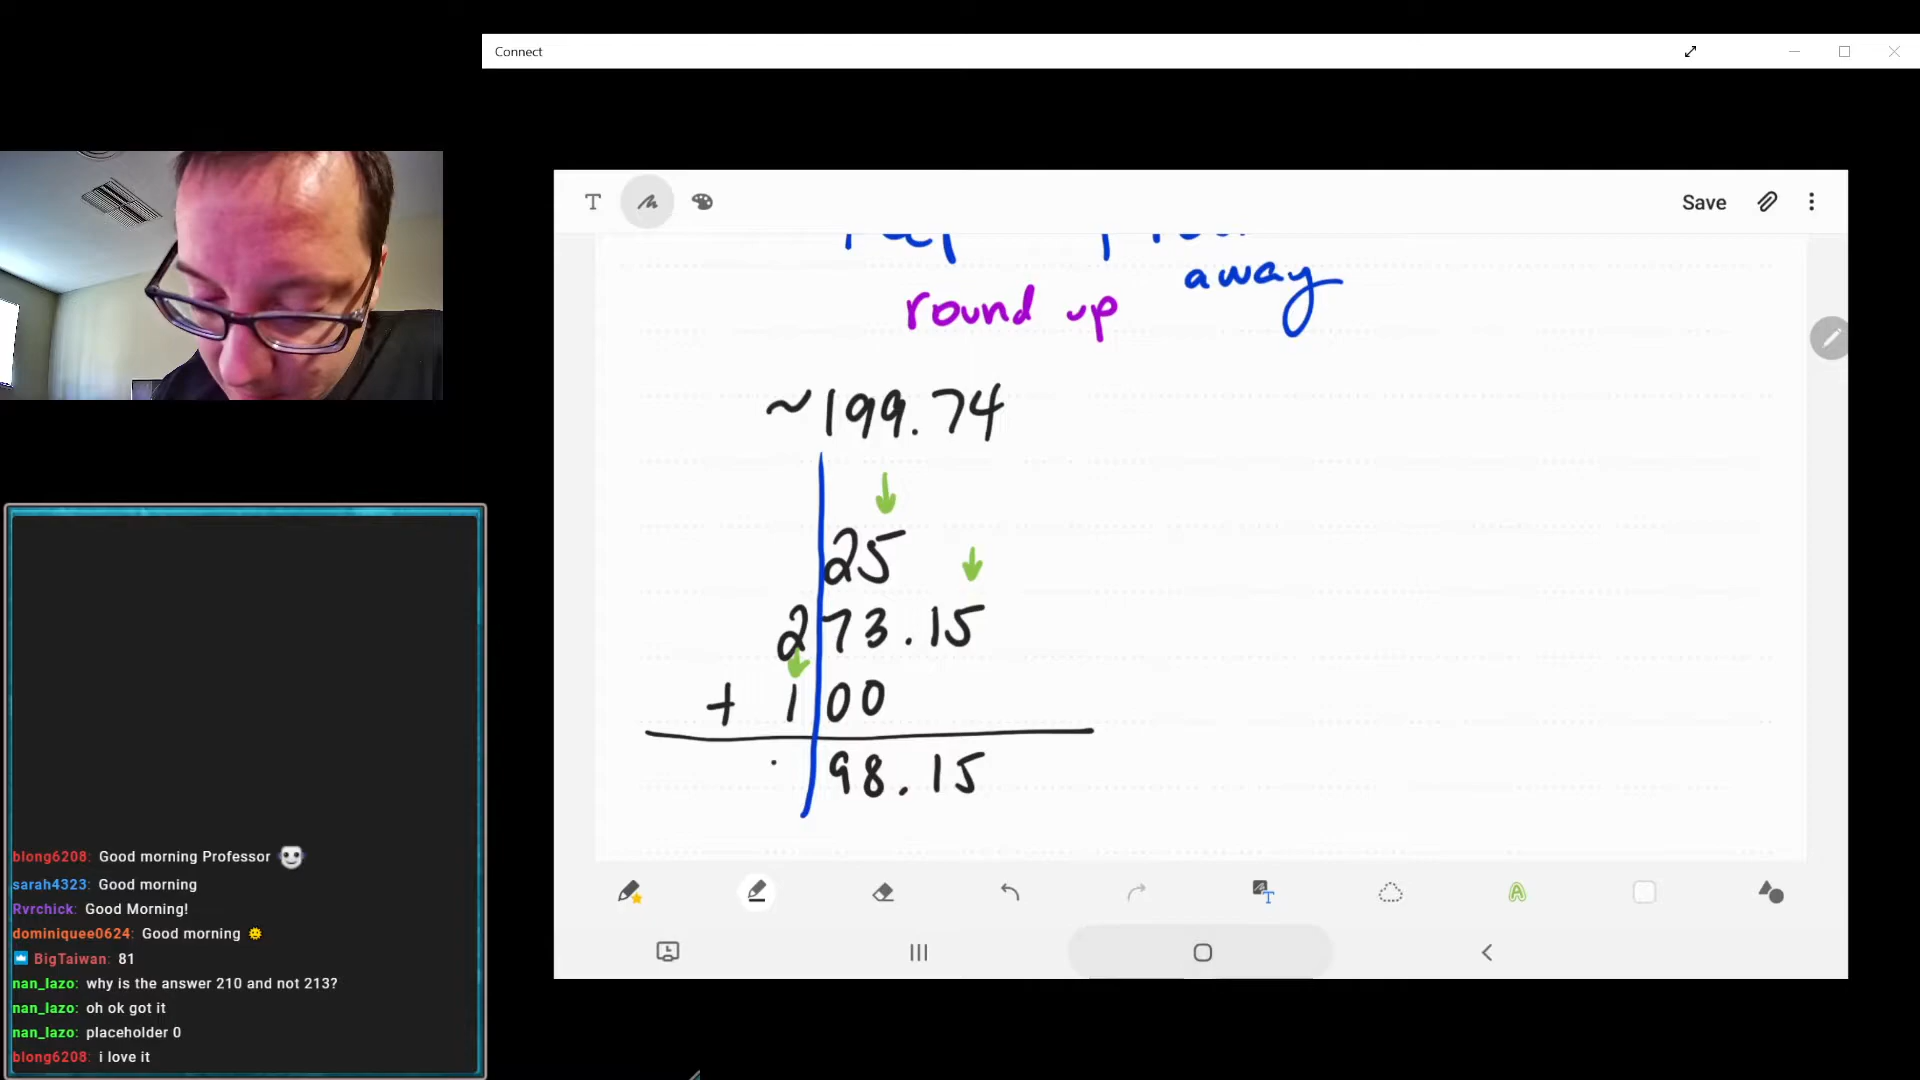 Connect
T
Save
away
round up
~199.74
25
273.15
+ 100
98.15
blong6208: Good morning Professor
sarah4323: Good morning
Rvrchick: Good Morning!
dominiquee0624: Good morning
BigTaiwan: 81
nan_lazo: why is the answer 210 and not 213?
nan_lazo: oh ok got it
nan_lazo: placeholder 0
blong6208: i love it